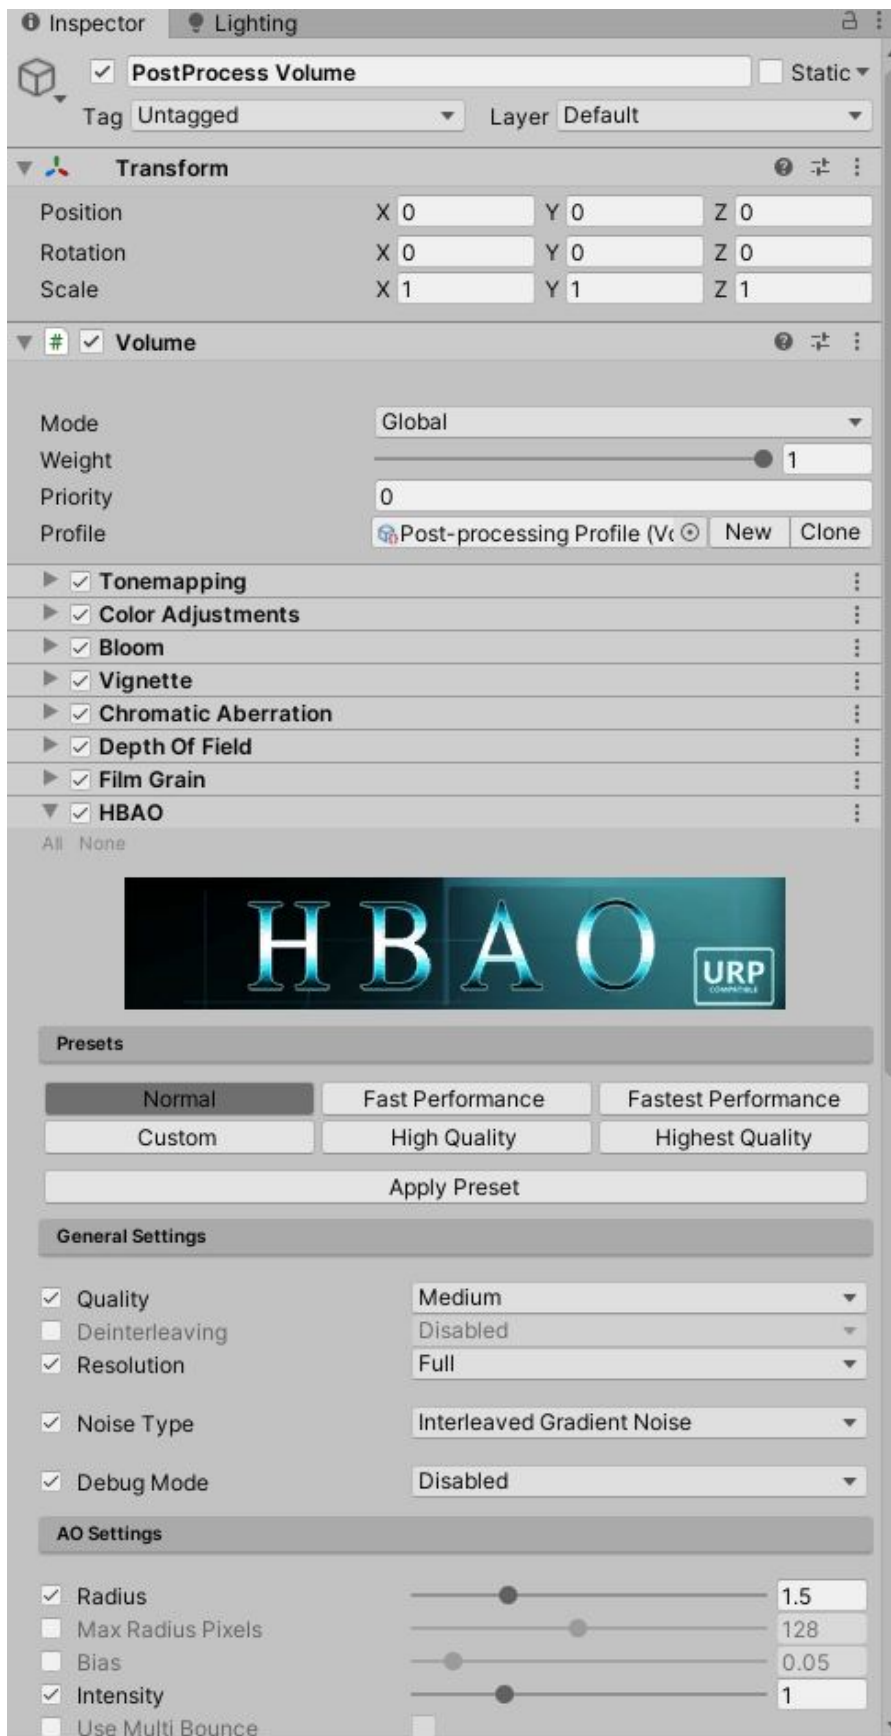 Inspector Lighting
PostProcess Volume Static
Tag Untagged Layer Default
Transform
Position X 0 Y 0 Z 0
Rotation X 0 Y 0 Z 0
Scale X 1 Y 1 Z 1
# Volume
Mode Global
Weight 1
Priority 0
Profile Post-processing Profile (Vo New Clone
Tonemapping
Color Adjustments
Bloom
Vignette
Chromatic Aberration
Depth Of Field
Film Grain
HBAO
All None
HBAO
URP
COMPATIBLE
Presets
Normal Fast Performance Fastest Performance
Custom High Quality Highest Quality
Apply Preset
General Settings
Quality Medium
Deinterleaving Disabled
Resolution Full
Noise Type Interleaved Gradient Noise
Debug Mode Disabled
AO Settings
Radius 1.5
Max Radius Pixels 128
Bias 0.05
Intensity 1
Use Multi Bounce